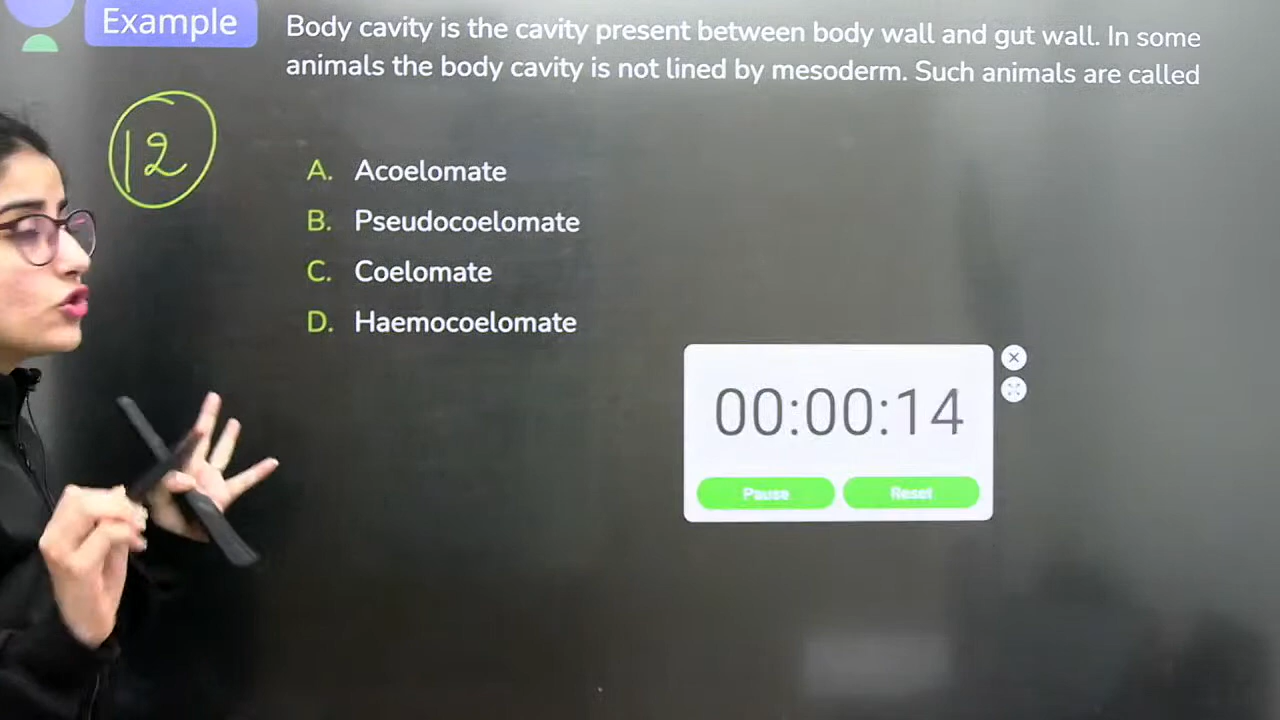 Example
Body cavity is the cavity present between body wall and gut wall. In some
animals the body cavity is not lined by mesoderm. Such animals are called
12
A. Acoelomate
B. Pseudocoelomate
C. Coelomate
D. Haemocoelomate
00:00:14
Pause
Reset